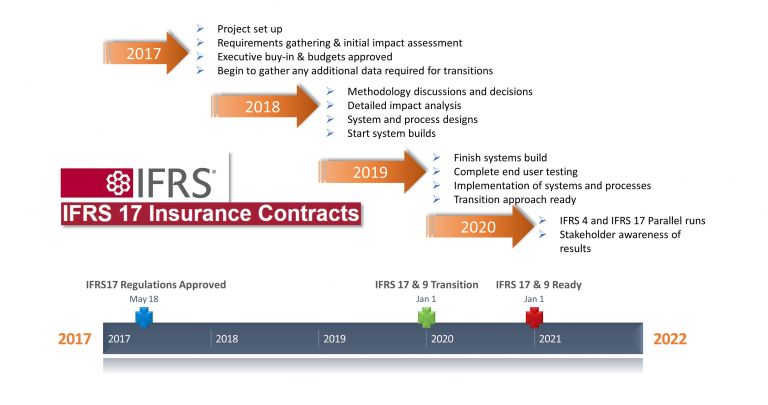 2017
Project set up
Requirements gathering & initial impact assessment
Executive buy-in & budgets approved
Begin to gather any additional data required for transitions
2018
Methodology discussions and decisions
Detailed impact analysis
System and process designs
Start system builds
2019
Finish systems build
Complete end user testing
Implementation of systems and processes
Transition approach ready
IFRS®
IFRS 17 Insurance Contracts
2020
IFRS 4 and IFRS 17 Parallel runs
Stakeholder awareness of
results
IFRS17 Regulations Approved
May 18
IFRS 17 & 9 Transition
Jan 1
IFRS 17 & 9 Ready
Jan 1
2017
2017
2018
2019
2020
2021
2022